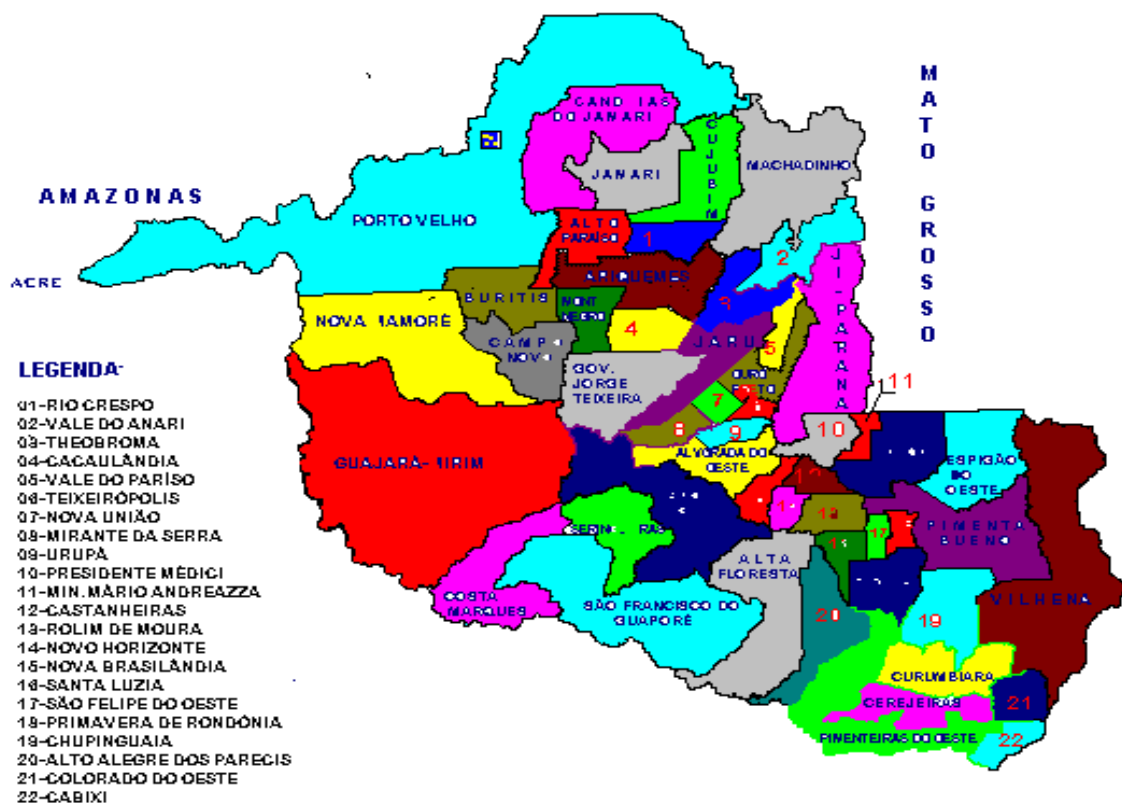 MATO GROSSO
CANDEIAS
DO JAMARI
CUJUBIM
MACHADINHO
JAMARI
AMAZONAS
PORTO VELHO
ALTO
PARAÍSO
1
2
ACRE
ARIQUEMES
JI-PARANA
BURITIS
MONT
NEGRO
3
NOVA MAMORÉ
4
CAMPO
NOVO
JARU
5
GOV.
JORGE
TEIXEIRA
OURO
PRETO
LEGENDA
7
11
8
9
10
GUAJARÁ-MIRIM
ALVORADA DO
OESTE
ESPIGÃO
DO
OESTE
PIMENTA
BUENO
17
ALTA
FLORESTA
COSTA
MARQUES
SÃO FRANCISCO DO
GUAPORÉ
VILHENA
20
19
CURUMBIARA
CEREJEIRAS
21
PIMENTEIRAS DO OESTE
22
01-RIO CRESPO
02-VALE DO ANARI
03-THEOBROMA
04-CACAULÂNDIA
05-VALE DO PARÍSO
06-TEIXEIRÓPOLIS
07-NOVA UNIÃO
08-MIRANTE DA SERRA
09-URUPÁ
10-PRESIDENTE MÉDICI
11-MIN. MÁRIO ANDREAZZA
12-CASTANHEIRAS
13-ROLIM DE MOURA
14-NOVO HORIZONTE
15-NOVA BRASILÂNDIA
16-SANTA LUZIA
17-SÃO FELIPE DO OESTE
18-PRIMAVERA DE RONDÔNIA
19-CHUPINGUAIA
20-ALTO ALEGRE DOS PARECIS
21-COLORADO DO OESTE
22-CABIXI